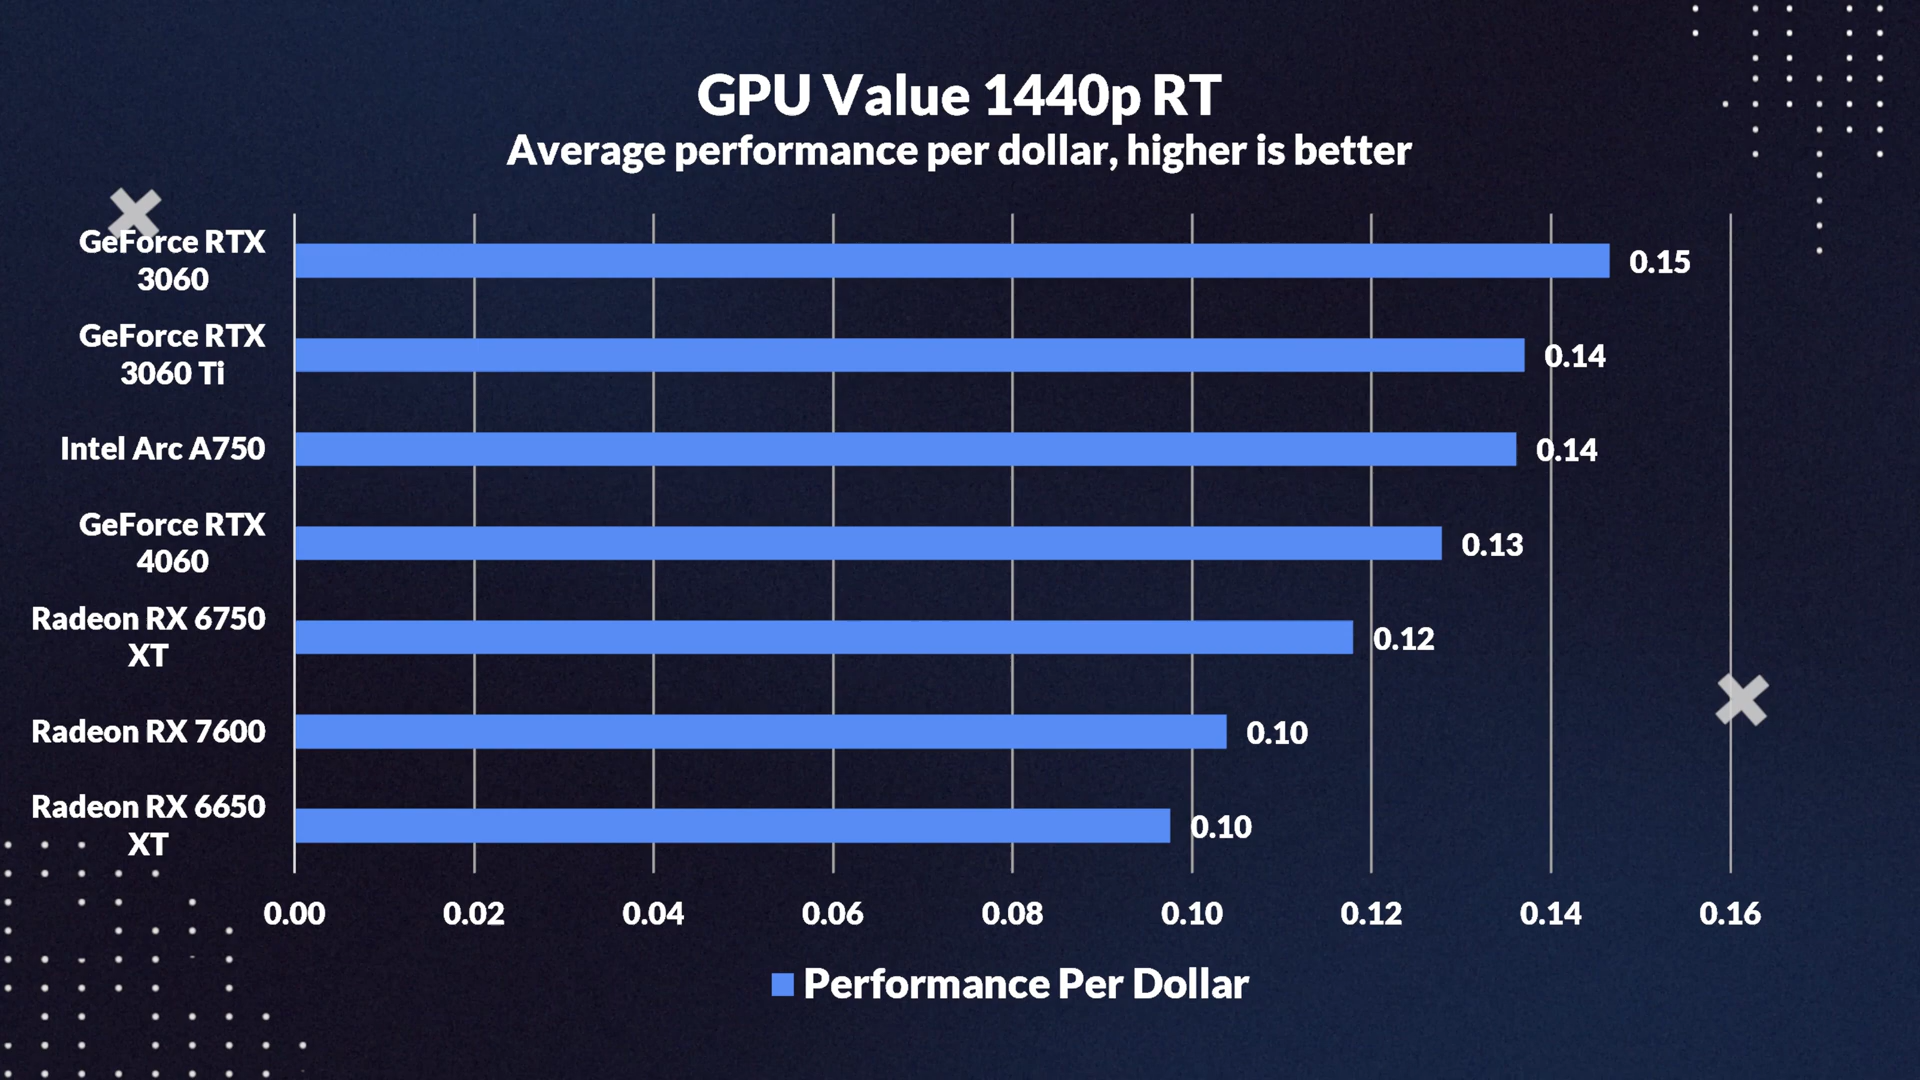 GPU Value 1440p RT
Average performance per dollar, higher is better
GeForce RTX
3060
0.15
GeForce RTX
3060 Ti
0.14
Intel Arc A750
0.14
GeForce RTX
4060
0.13
Radeon RX 6750
XT
0.12
Radeon RX 7600
0.10
Radeon RX 6650
XT
0.10
0.00 0.02 0.04 0.06 0.08 0.10 0.12 0.14 0.16
Performance Per Dollar